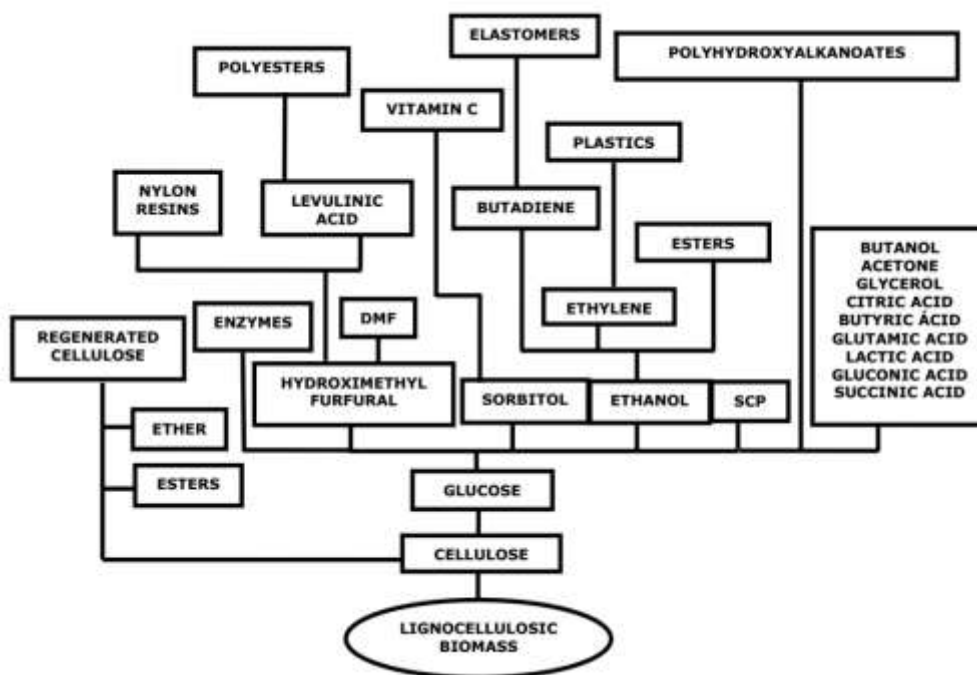 ELASTOMERS
POLYHYDROXYALKANOATES
POLYESTERS
VITAMIN C
PLASTICS
NYLON
RESINS
LEVULINIC
ACID
BUTADIENE
ESTERS
BUTANOL
ACETONE
GLYCEROL
CITRIC ACID
BUTYRIC ÁCID
GLUTAMIC ACID
LACTIC ACID
GLUCONIC ACID
SUCCINIC ACID
REGENERATED
CELLULOSE
ENZYMES
DMF
ETHYLENE
HYDROXIMETHYL
FURFURAL
SORBITOL
ETHANOL
SCP
ETHER
ESTERS
GLUCOSE
CELLULOSE
LIGNOCELLULOSIC
BIOMASS